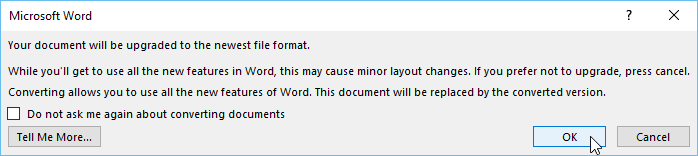 Microsoft Word
Your document will be upgraded to the newest file format.
While you'll get to use all the new features in Word, this may cause minor layout changes. If you prefer not to upgrade, press cancel.
Converting allows you to use all the new features of Word. This document will be replaced by the converted version.
Do not ask me again about converting documents
Tell Me More... OK Cancel